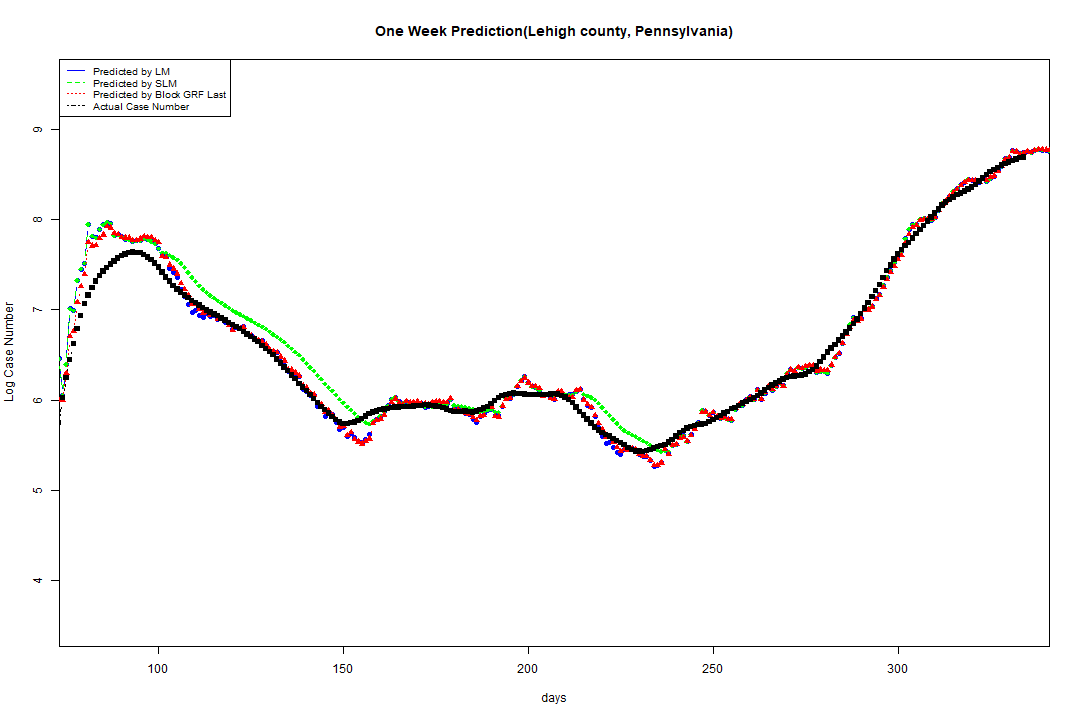 One Week Prediction(Lehigh county, Pennsylvania)
Predicted by LM
Predicted by SLM
Predicted by Block GRF Last
Actual Case Number
9
8
7
6
5
4
Log Case Number
100 150 200 250 300
days